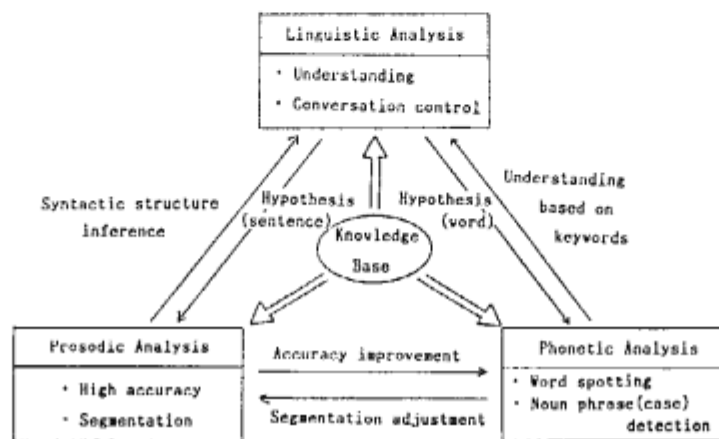 Linguistic Analysis
・ Understanding
・ Conversation control
Syntactic structure
inference
Hypothesis
(sentence)
Hypothesis
(word)
Understanding
based on
keywords
Knowledge
Base
Prosodic Analysis
・ High accuracy
・ Segmentation
Accuracy improvement
Segmentation adjustment
Phonetic Analysis
・ Word spotting
・ Noun phrase(case)
detection